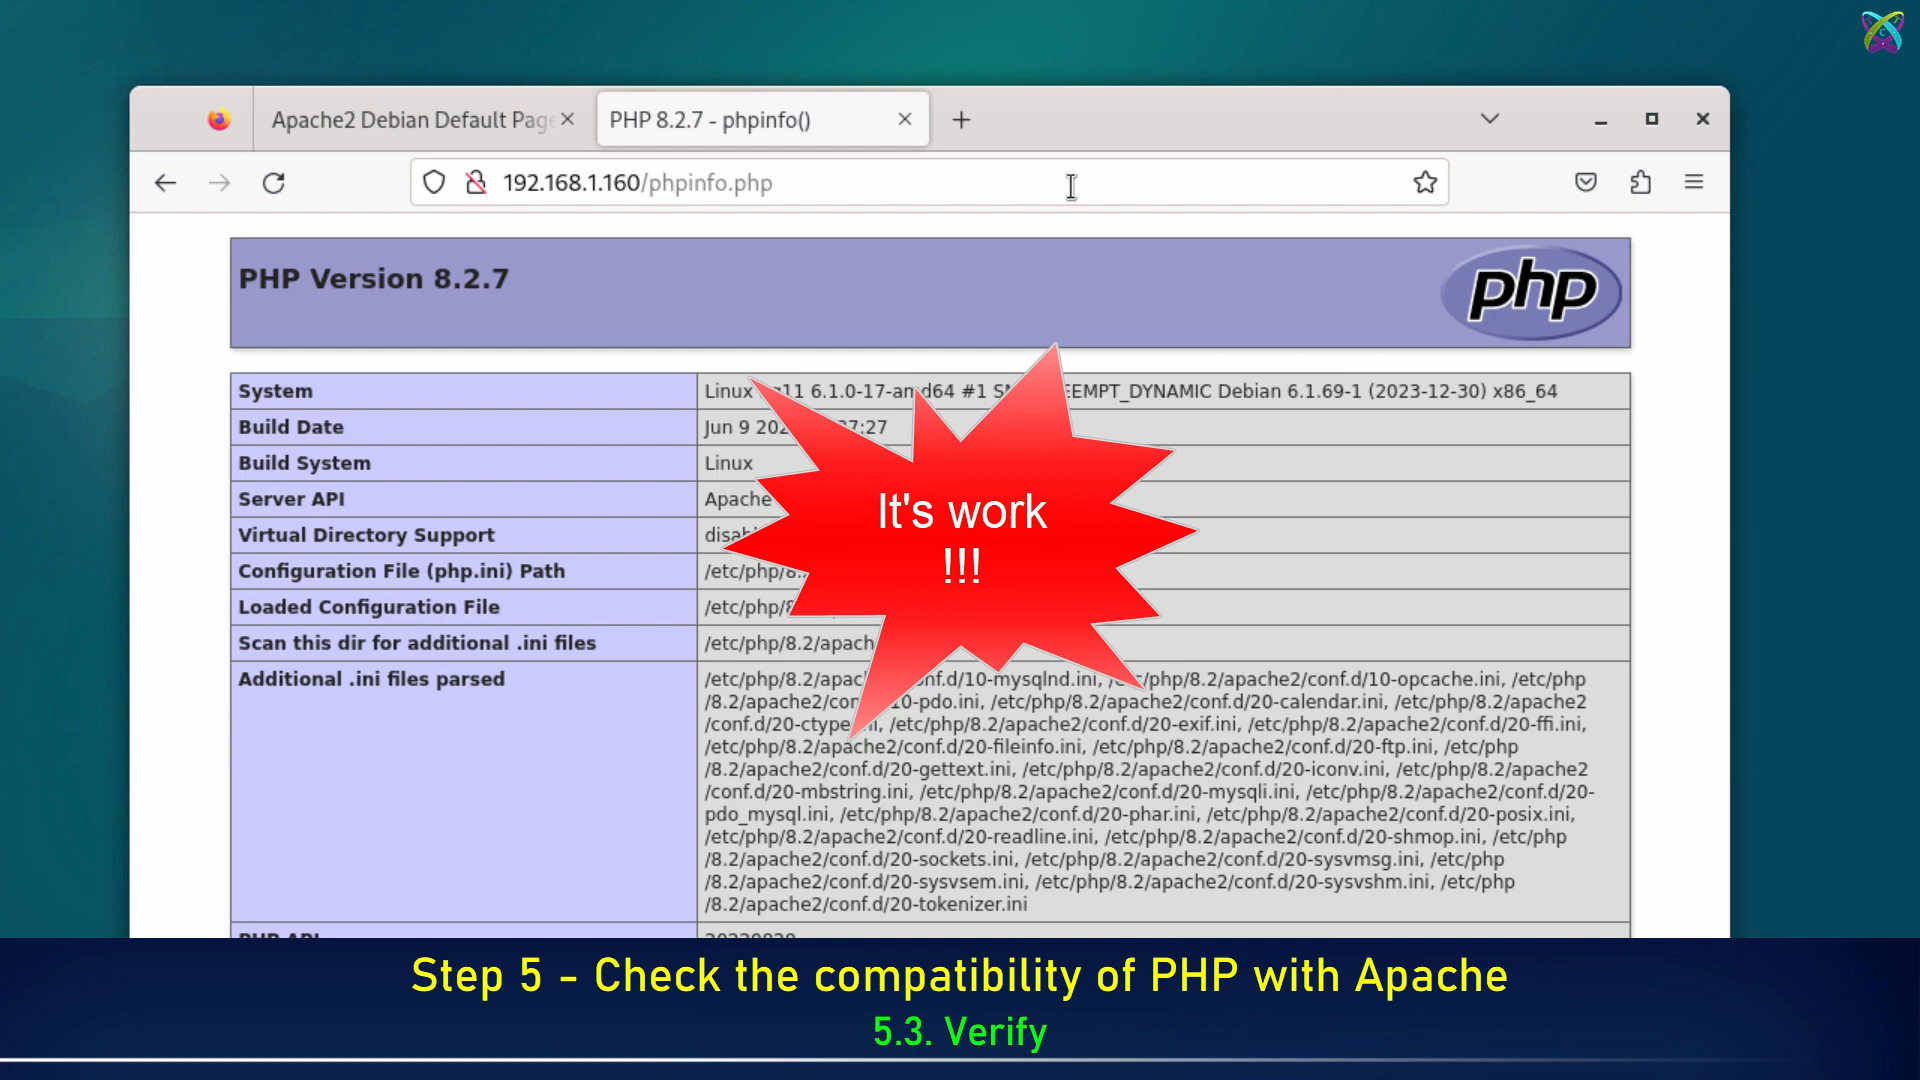 Apache2 Debian Default Page
PHP 8.2.7 - phpinfo()
192.168.1.160/phpinfo.php
PHP Version 8.2.7
php
System
Linux 6.1.0-17-amd64 #1 Debian 6.1.69-1 (2023-12-30) x86_64
Build Date
Jun 9
Build System
Linux
Server API
Apache
Virtual Directory Support
Configuration File (php.ini) Path
/etc/php/8.
Loaded Configuration File
/etc/php/
Scan this dir for additional .ini files
/etc/php/8.2/apach
It's work
!!!
Additional .ini files parsed
/etc/php/8.2/apac nf.d/10-mysqlnd.ini, /etc/php/8.2/apache2/conf.d/10-opcache.ini, /etc/php
/8.2/apache2/con 10-pdo.ini, /etc/php/8.2/apache2/conf.d/20-calendar.ini, /etc/php/8.2/apache2
/conf.d/20-ctype.ini, /etc/php/8.2/apache2/conf.d/20-exif.ini, /etc/php/8.2/apache2/conf.d/20-ffi.ini,
/etc/php/8.2/apache2/conf.d/20-fileinfo.ini, /etc/php/8.2/apache2/conf.d/20-ftp.ini, /etc/php
/8.2/apache2/conf.d/20-gettext.ini, /etc/php/8.2/apache2/conf.d/20-iconv.ini, /etc/php/8.2/apache2
/conf.d/20-mbstring.ini, /etc/php/8.2/apache2/conf.d/20-mysqli.ini, /etc/php/8.2/apache2/conf.d/20-
pdo_mysql.ini, /etc/php/8.2/apache2/conf.d/20-phar.ini, /etc/php/8.2/apache2/conf.d/20-posix.ini,
/etc/php/8.2/apache2/conf.d/20-readline.ini, /etc/php/8.2/apache2/conf.d/20-shmop.ini, /etc/php
/8.2/apache2/conf.d/20-sockets.ini, /etc/php/8.2/apache2/conf.d/20-sysvmsg.ini, /etc/php
/8.2/apache2/conf.d/20-sysvsem.ini, /etc/php/8.2/apache2/conf.d/20-sysvshm.ini, /etc/php
/8.2/apache2/conf.d/20-tokenizer.ini
Step 5 - Check the compatibility of PHP with Apache
5.3. Verify